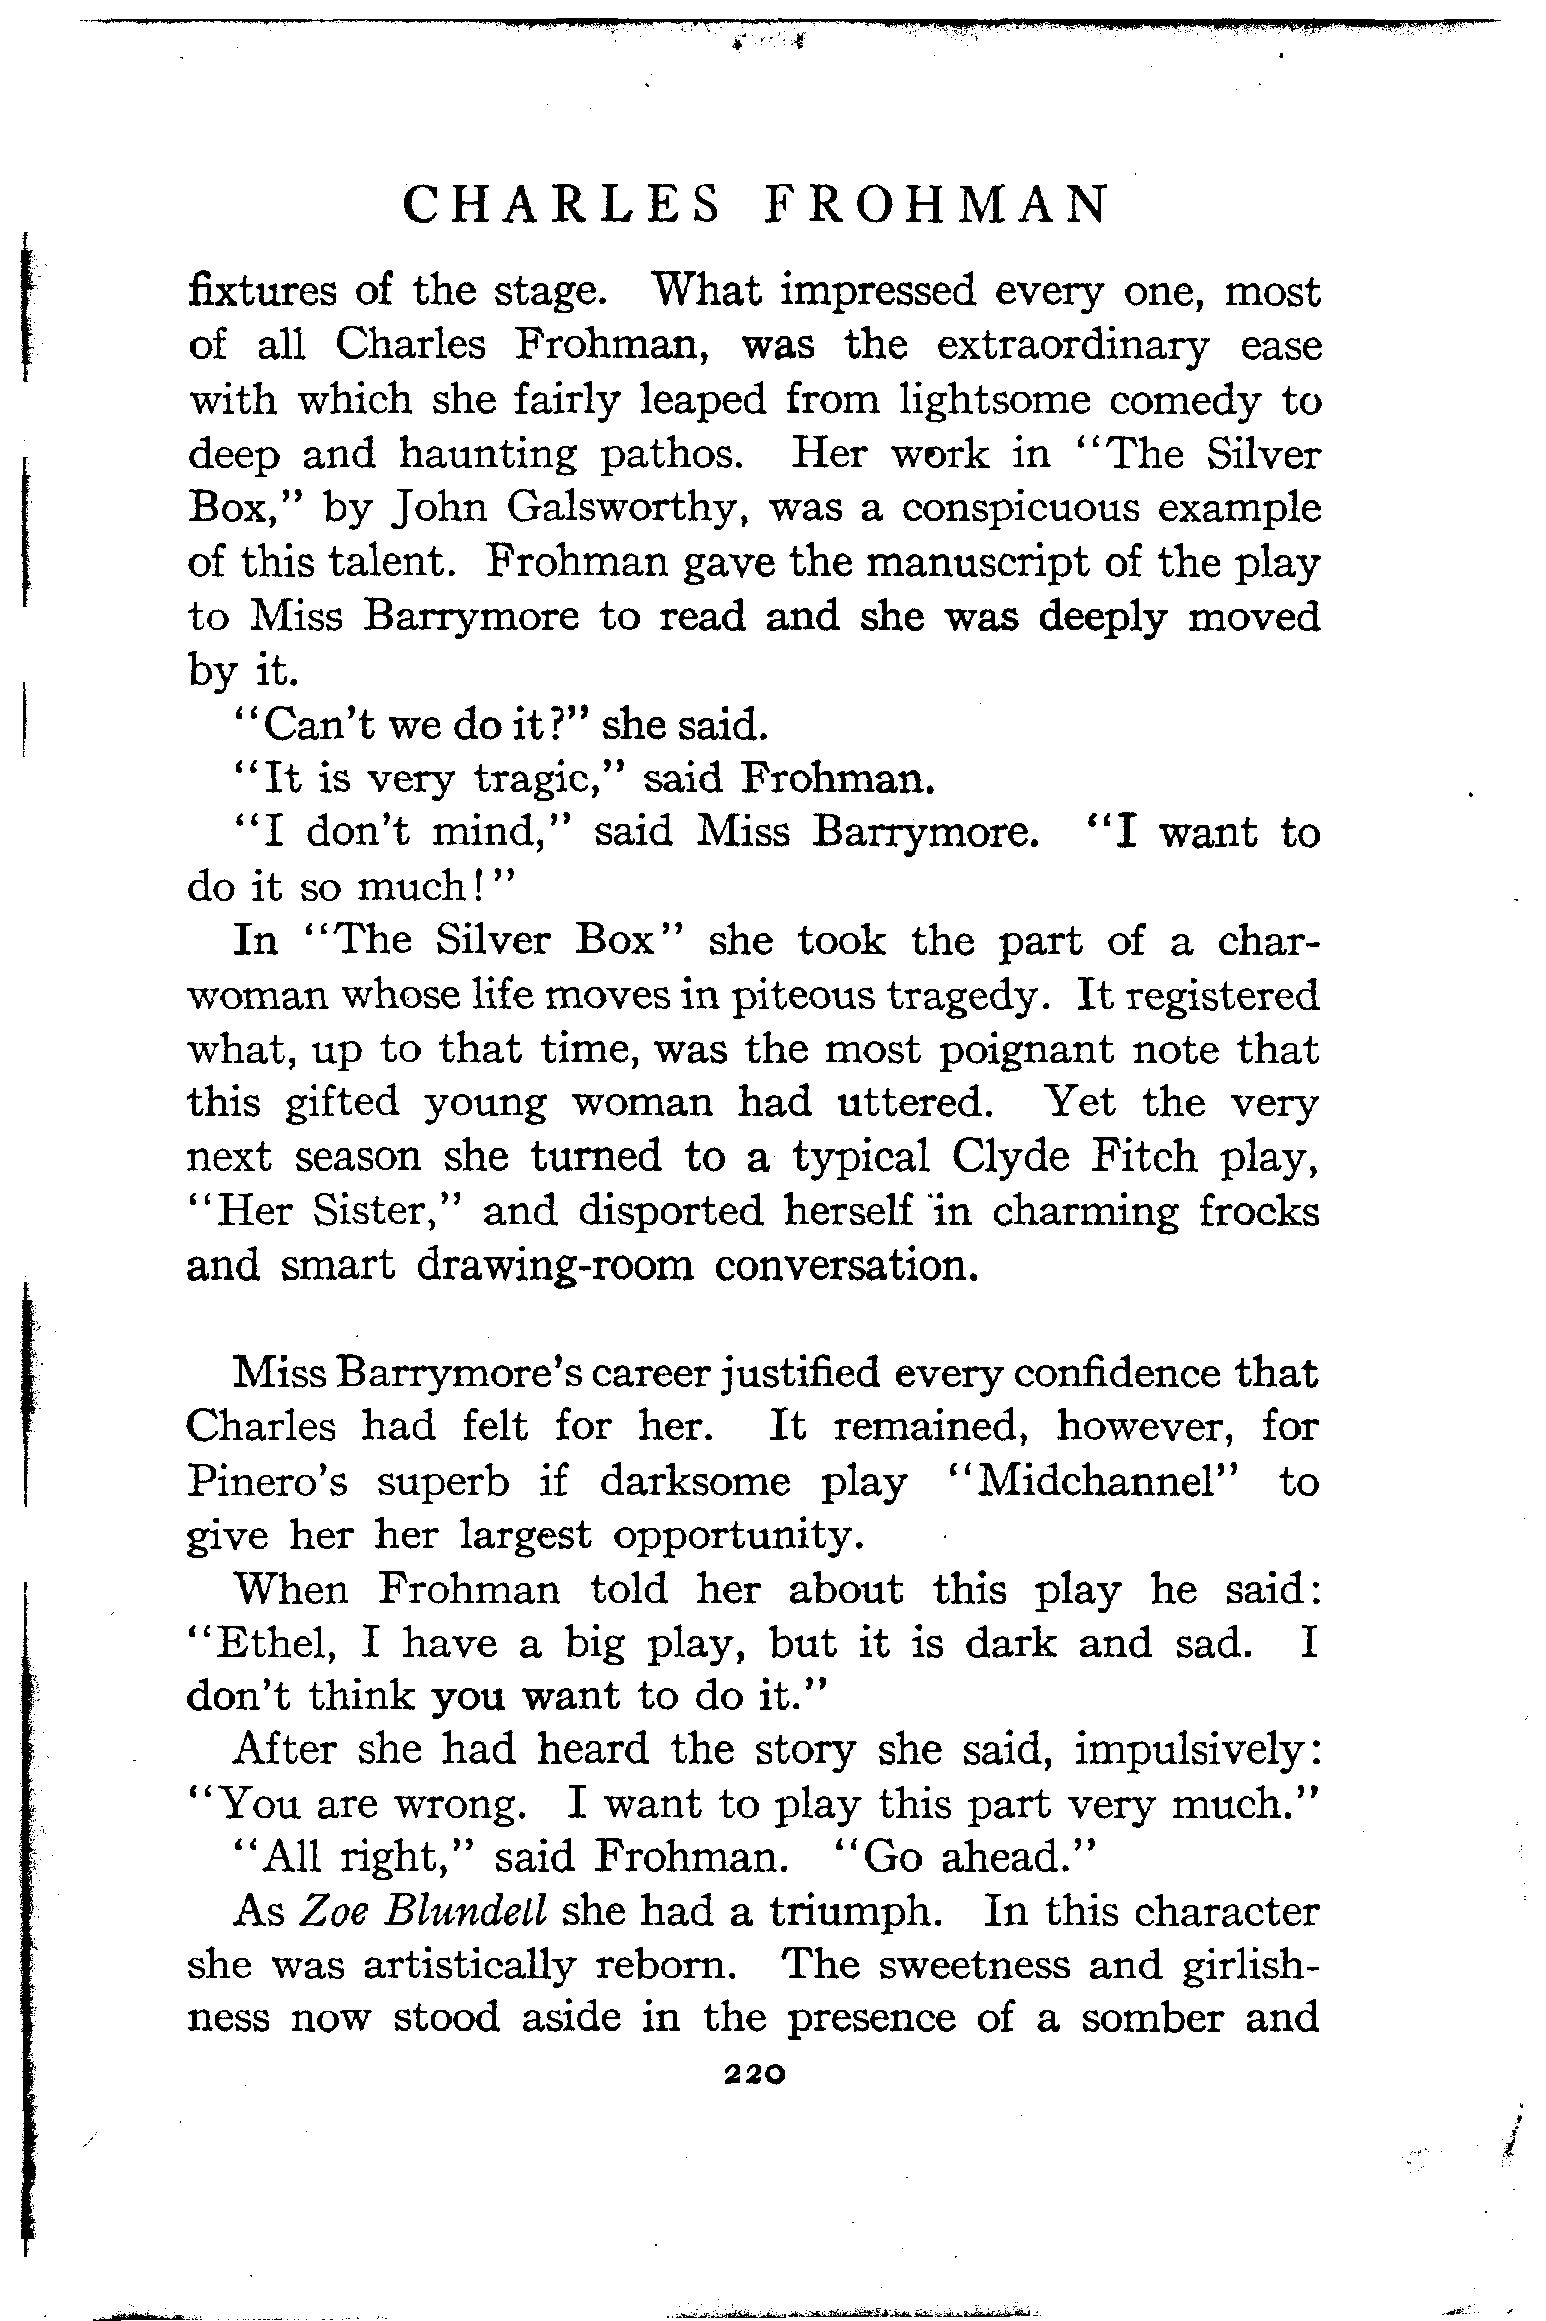 CHARLES FROHMAN
fixtures of the stage. What impressed every one, most
of all Charles Frohman, was the extraordinary ease
with which she fairly leaped from lightsome comedy to
deep and haunting pathos. Her work in "The Silver
Box," by John Galsworthy, was a conspicuous example
of this talent. Frohman gave the manuscript of the play
to Miss Barrymore to read and she was deeply moved
by it.
"Can't we do it?" she said.
"It is very tragic," said Frohman.
"I don't mind," said Miss Barrymore. "I want to
do it so much!"
In "The Silver Box" she took the part of a char-
woman whose life moves in piteous tragedy. It registered
what, up to that time, was the most poignant note that
this gifted young woman had uttered. Yet the very
next season she turned to a typical Clyde Fitch play,
"Her Sister," and disported herself in charming frocks
and smart drawing-room conversation.
Miss Barrymore's career justified every confidence that
Charles had felt for her. It remained, however, for
Pinero's superb if darksome play "Midchannel" to
give her her largest opportunity.
When Frohman told her about this play he said:
"Ethel, I have a big play, but it is dark and sad. I
don't think you want to do it."
After she had heard the story she said, impulsively:
"You are wrong. I want to play this part very much."
"All right," said Frohman. "Go ahead."
As Zoe Blundell she had a triumph. In this character
she was artistically reborn. The sweetness and girlish-
ness now stood aside in the presence of a somber and
220